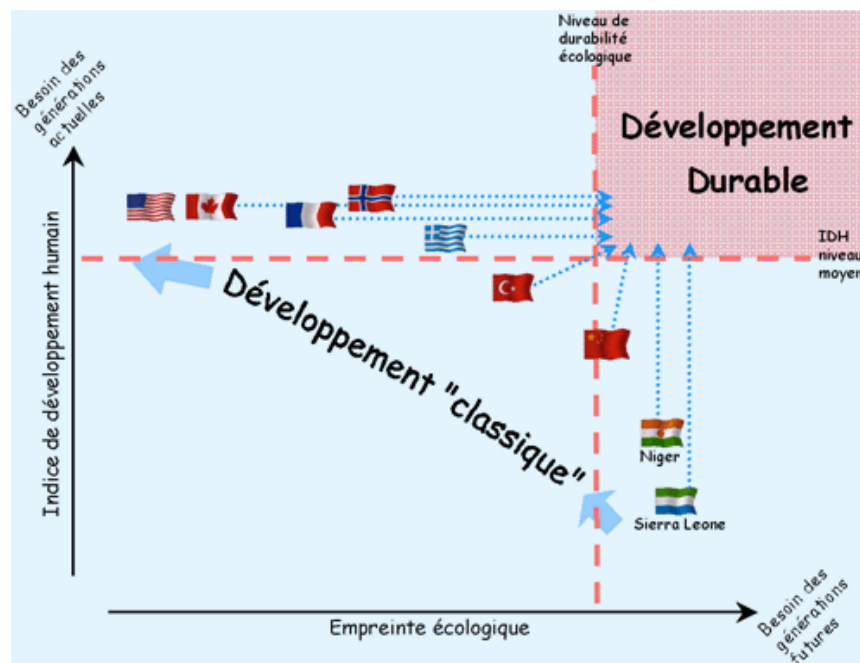 Niveau de
durabilité
écologique
Besoin des
générations
actuelles
Développement
Durable
IDH
niveau
moyen
Développement "classique"
Indice de développement humain
Niger
Sierra Leone
Empreinte écologique
Besoin des
générations
futures